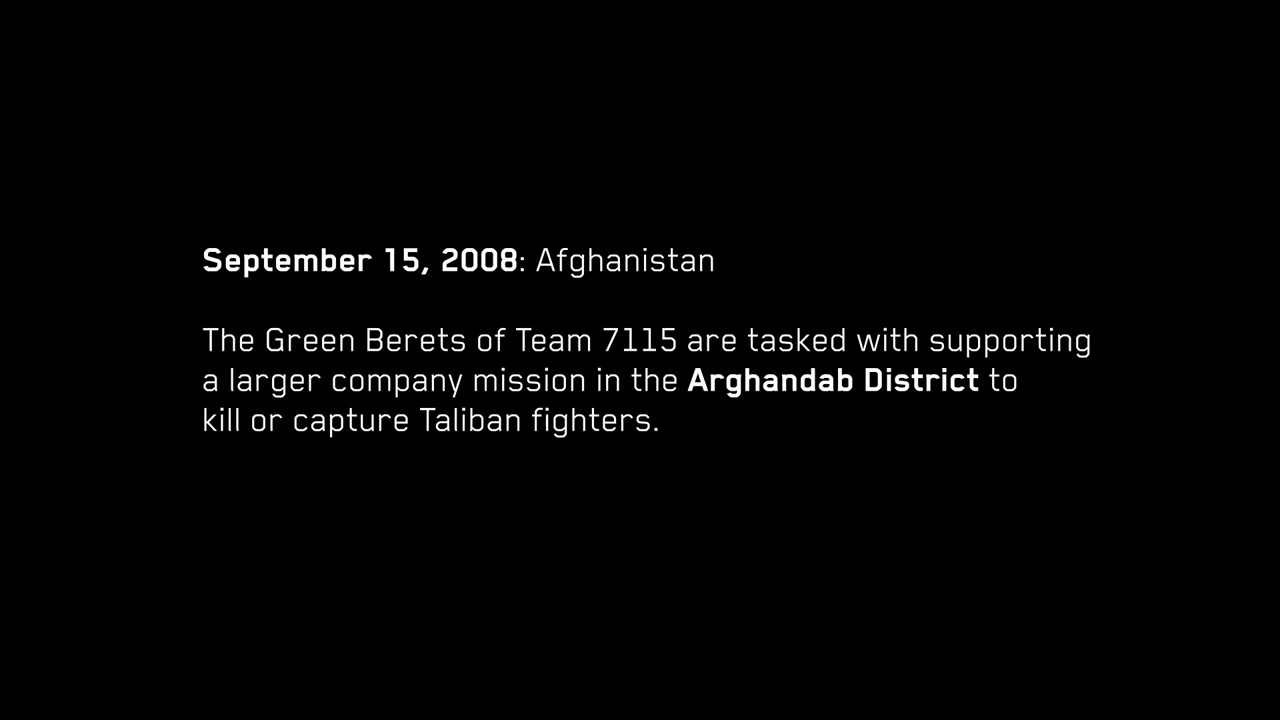 September 15, 2008: Afghanistan
The Green Berets of Team 7115 are tasked with supporting
a larger company mission in the Arghandab District to
kill or capture Taliban fighters.